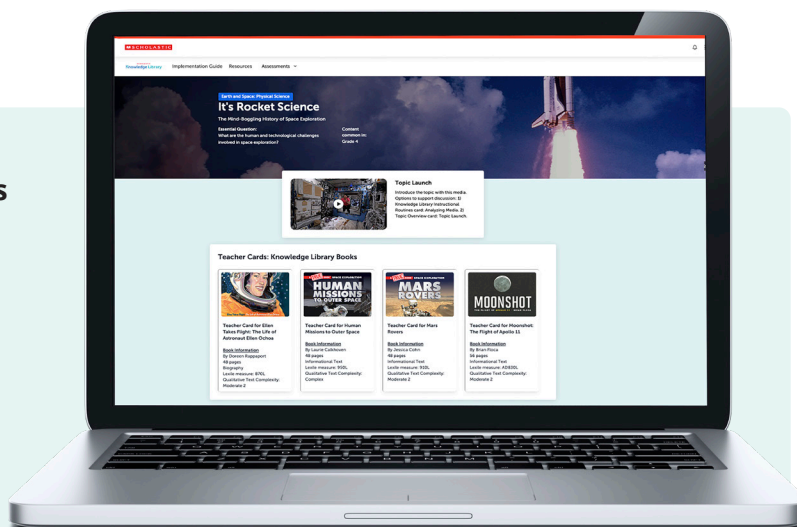 s
SCHOLASTIC
Knowledge Library
Implementation Guide
Resources
Assessments
Earth and Space: Physical Science
It's Rocket Science
The Mind-Boggling History of Space Exploration
Essential Question:
What are the human and technological challenges
involved in space exploration?
Content
common in:
Grade 4
Topic Launch
Introduce the topic with this media.
Options to support discussion: 1)
Knowledge Library Instructional
Routines card: Analyzing Media. 2)
Topic Overview card: Topic Launch
Teacher Cards: Knowledge Library Books
Teacher Card for Ellen
Takes Flight: The Life of
Astronaut Ellen Ochoa
Book Information
By Doreen Rappaport
48 pages
Biography
Lexile measure: 870L
Qualitative Text Complexity:
Moderate 2
SPACE EXPLORATION
HUMAN
MISSIONS
TO OUTER SPACE
Teacher Card for Human
Missions to Outer Space
Book Information
By Laurie Calkhoven
48 pages
Informational Text
Lexile measure: 950L
Qualitative Text Complexity:
Complex
SPACE EXPLORATION
MARS
ROVERS
Teacher Card for Mars
Rovers
Book Information
By Jessica Cohn
48 pages
Informational Text
Lexile measure: 910L
Qualitative Text Complexity:
Moderate 2
MOONSHOT
THE FLIGHT OF APOLLO 11
Teacher Card for Moonshot:
The Flight of Apollo 11
Book Information
By Brian Floca
56 pages
Informational Text
Lexile measure: AD830L
Qualitative Text Complexity:
Moderate 2